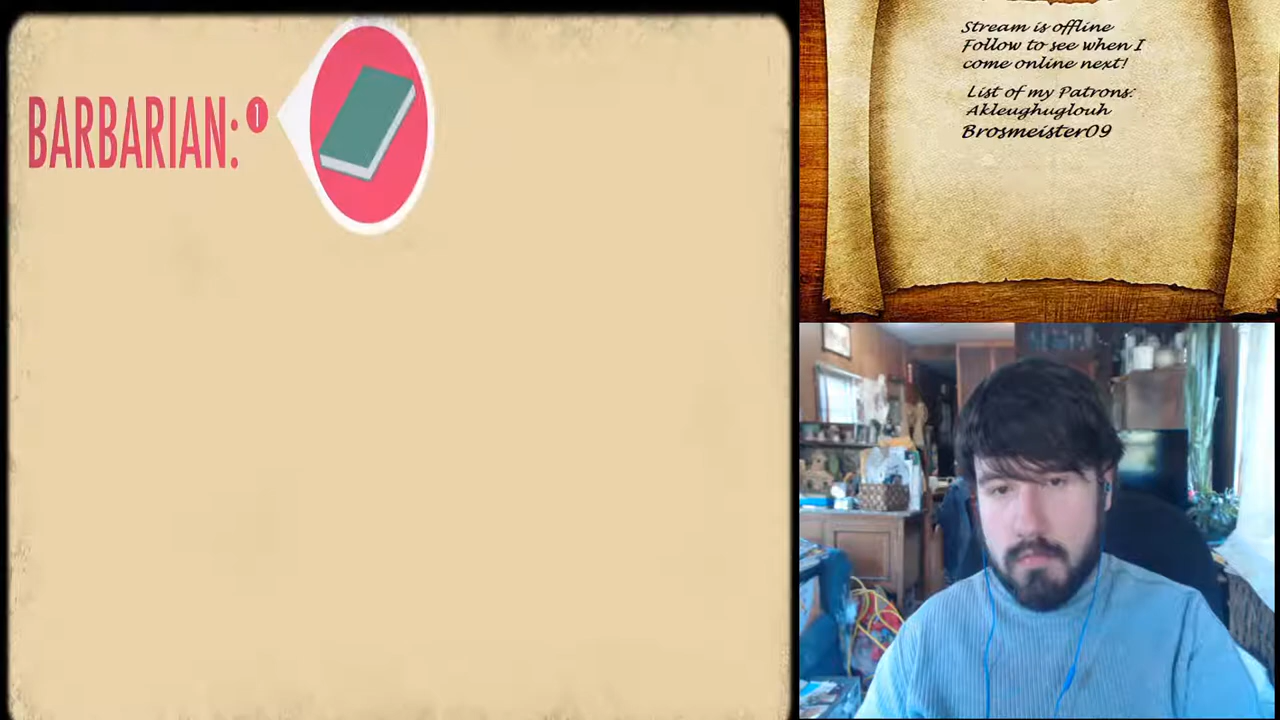 BARBARIAN: 1
Stream is offline
Follow to see when I
come online next!
List of my Patrons:
Akleughuglouh
Brosmeister09